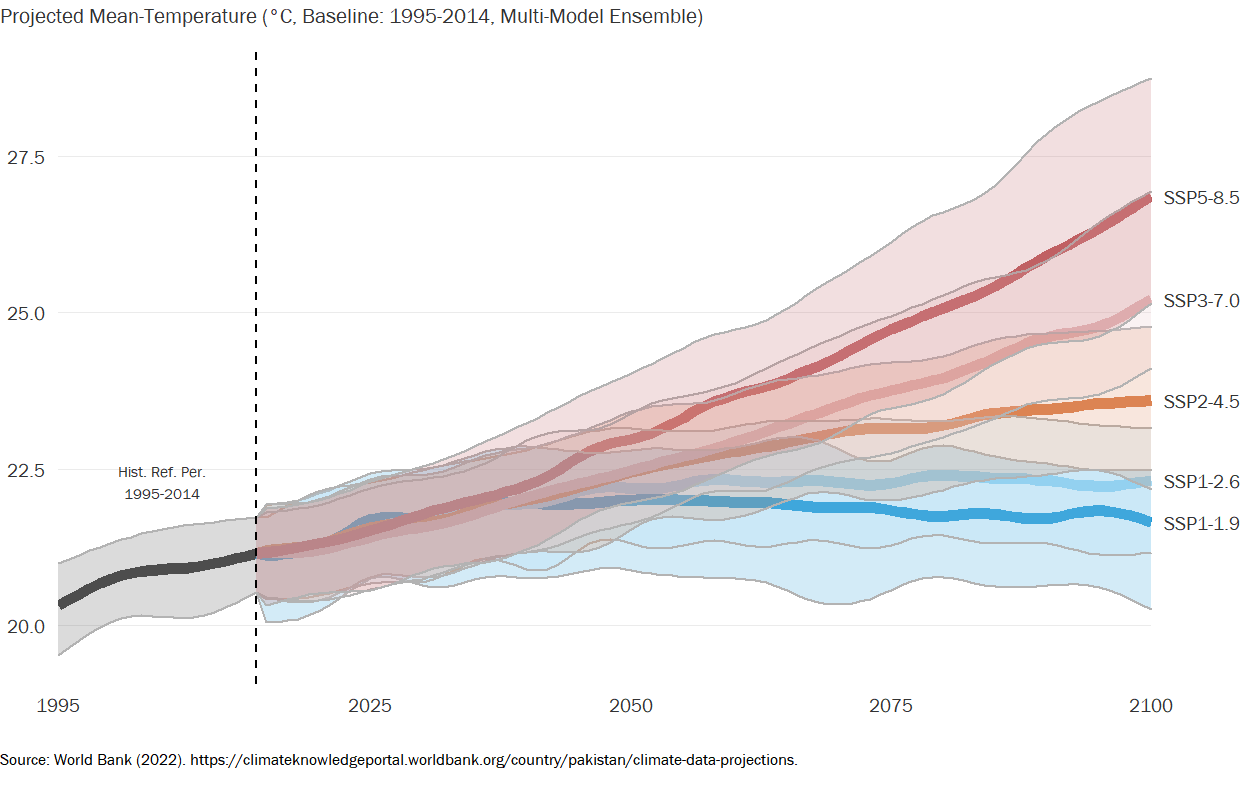 Projected Mean-Temperature (°C, Baseline: 1995-2014, Multi-Model Ensemble)
27.5
SSP5-8.5
SSP3-7.0
25.0
SSP2-4.5
22.5
Hist. Ref. Per.
1995-2014
SSP1-2.6
SSP1-1.9
20.0
1995 2025 2050 2075 2100
Source: World Bank (2022). https://climateknowledgeportal.worldbank.org/country/pakistan/climate-data-projections.